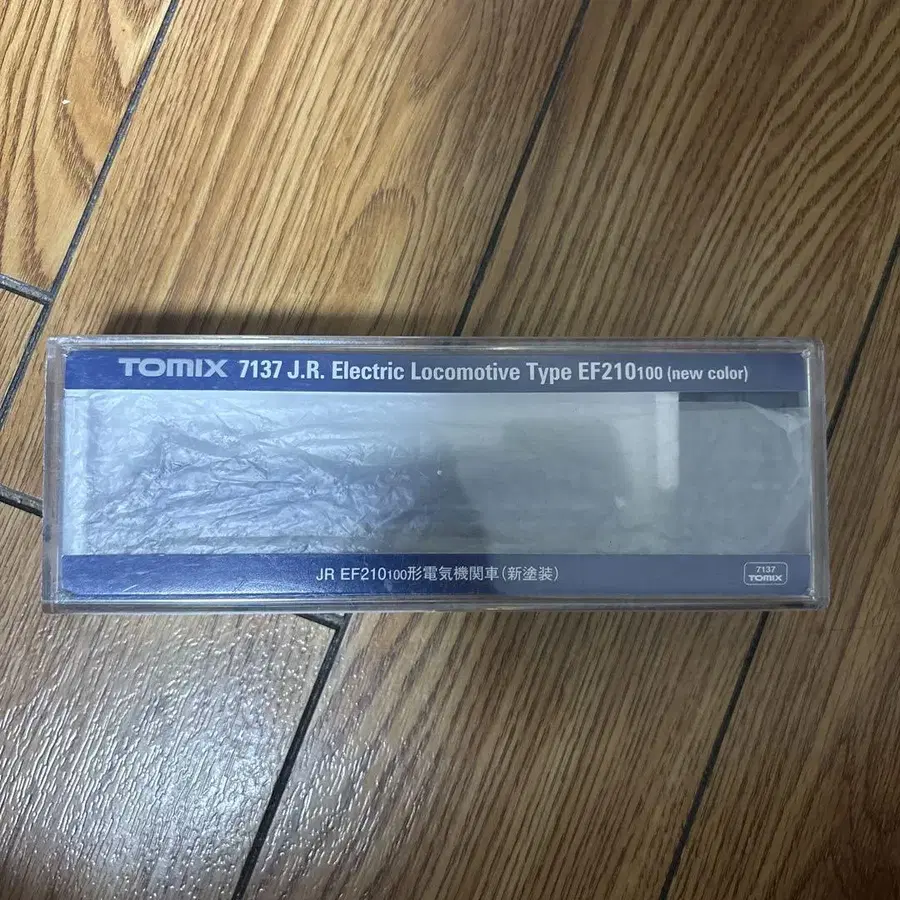 TOMIX 7137 J.R. Electric Locomotive Type EF210100 (new color)
JR EF210100形電気機関車(新塗装)
7137
TOMIX